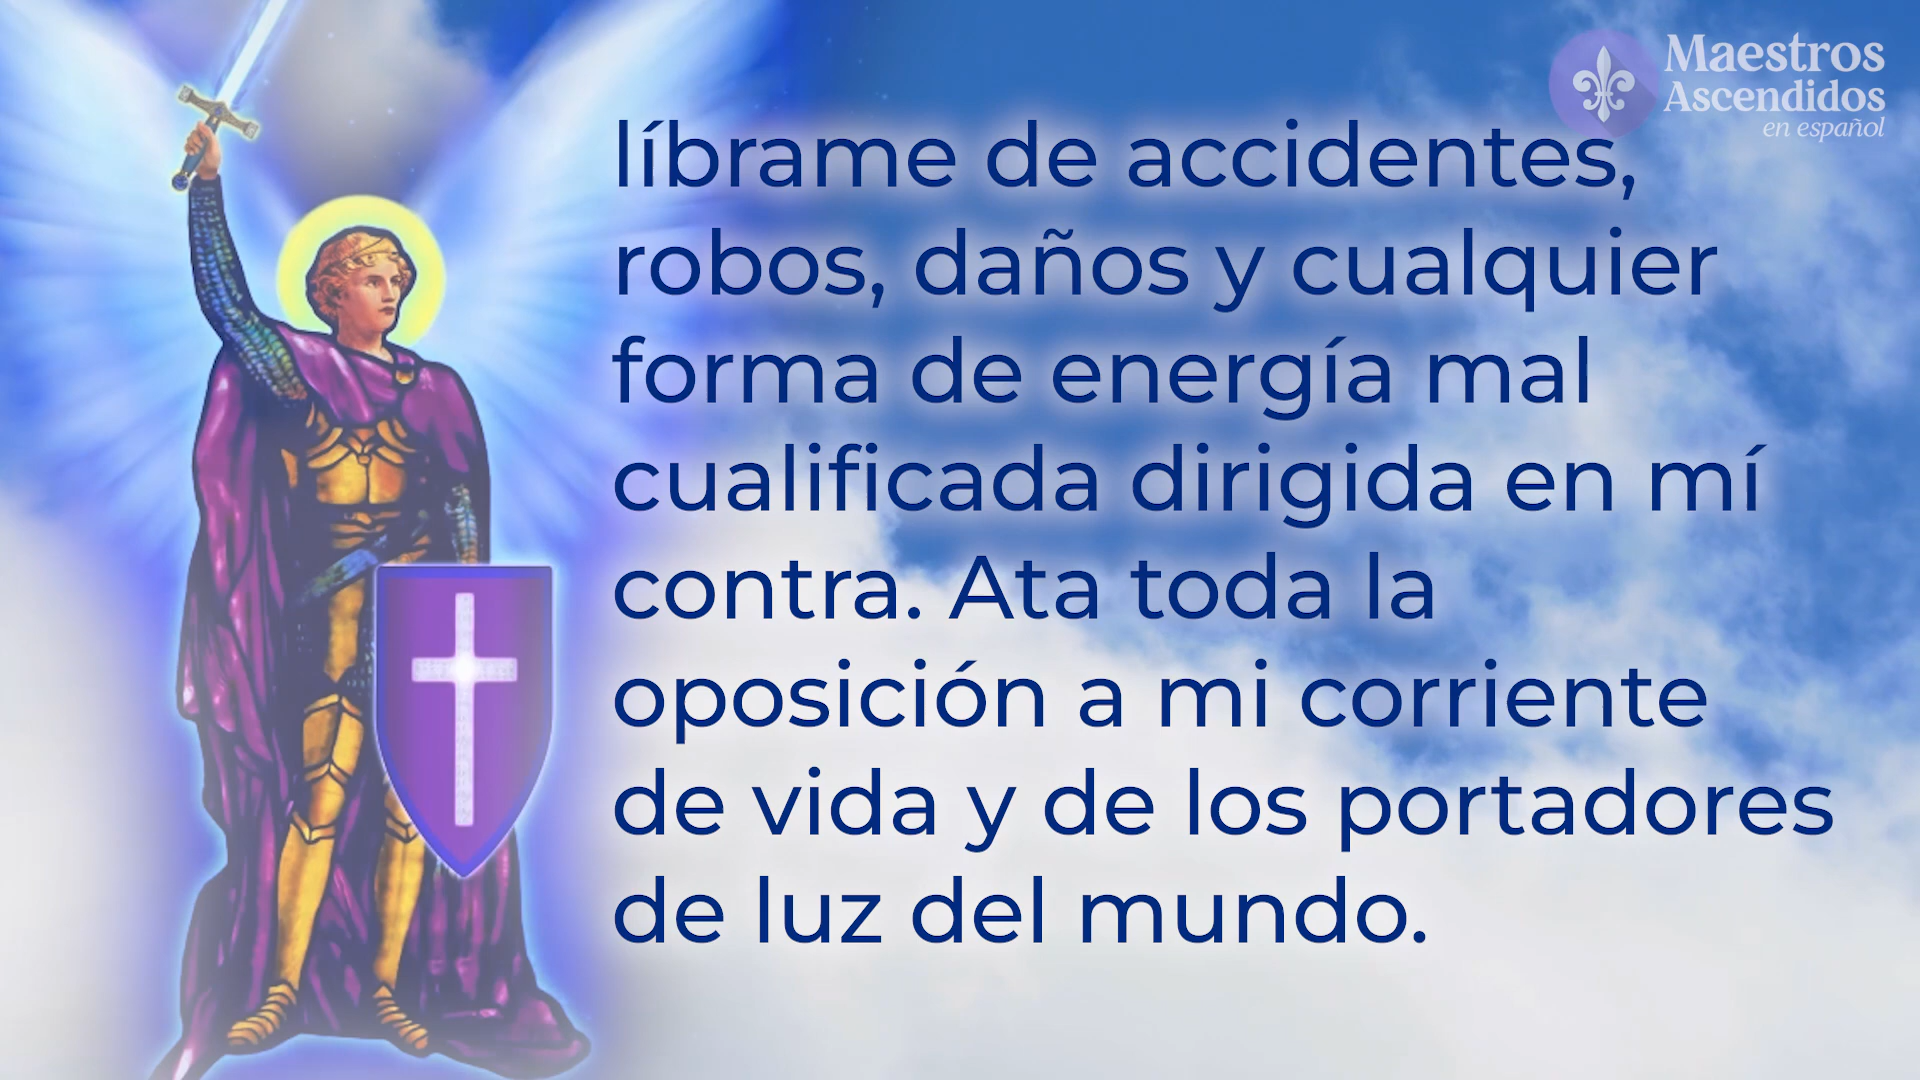 Maestros
Ascendidos
en español
líbrame de accidentes,
robos, daños y cualquier
forma de energía mal
cualificada dirigida en mí
contra. Ata toda la
oposición a mi corriente
de vida y de los portadores
de luz del mundo.